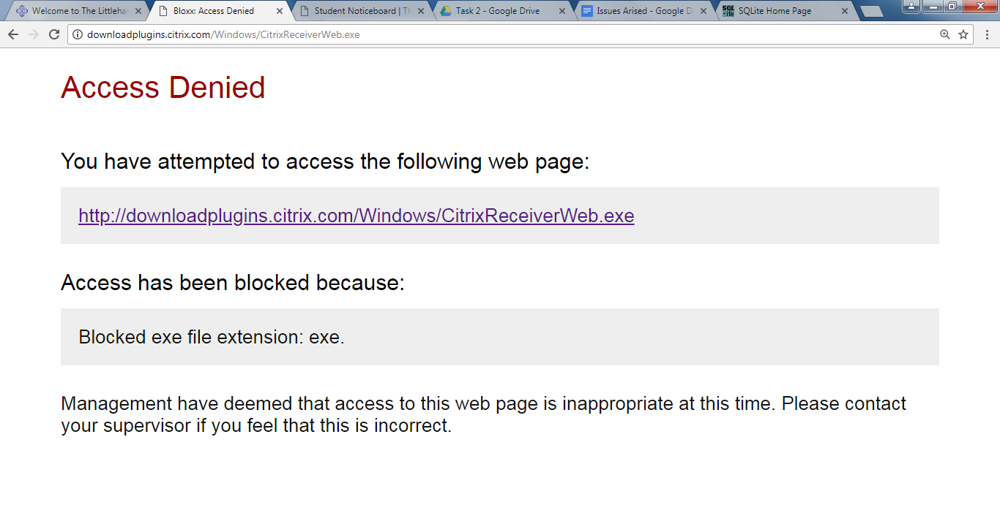 Welcome to The Littleha
Bloxx: Access Denied
Student Noticeboard | Th
Task 2 - Google Drive
Issues Arised - Google D
SQLite Home Page
downloadplugins.citrix.com/Windows/CitrixReceiverWeb.exe
Access Denied
You have attempted to access the following web page:
http://downloadplugins.citrix.com/Windows/CitrixReceiverWeb.exe
Access has been blocked because:
Blocked exe file extension: exe.
Management have deemed that access to this web page is inappropriate at this time. Please contact
your supervisor if you feel that this is incorrect.